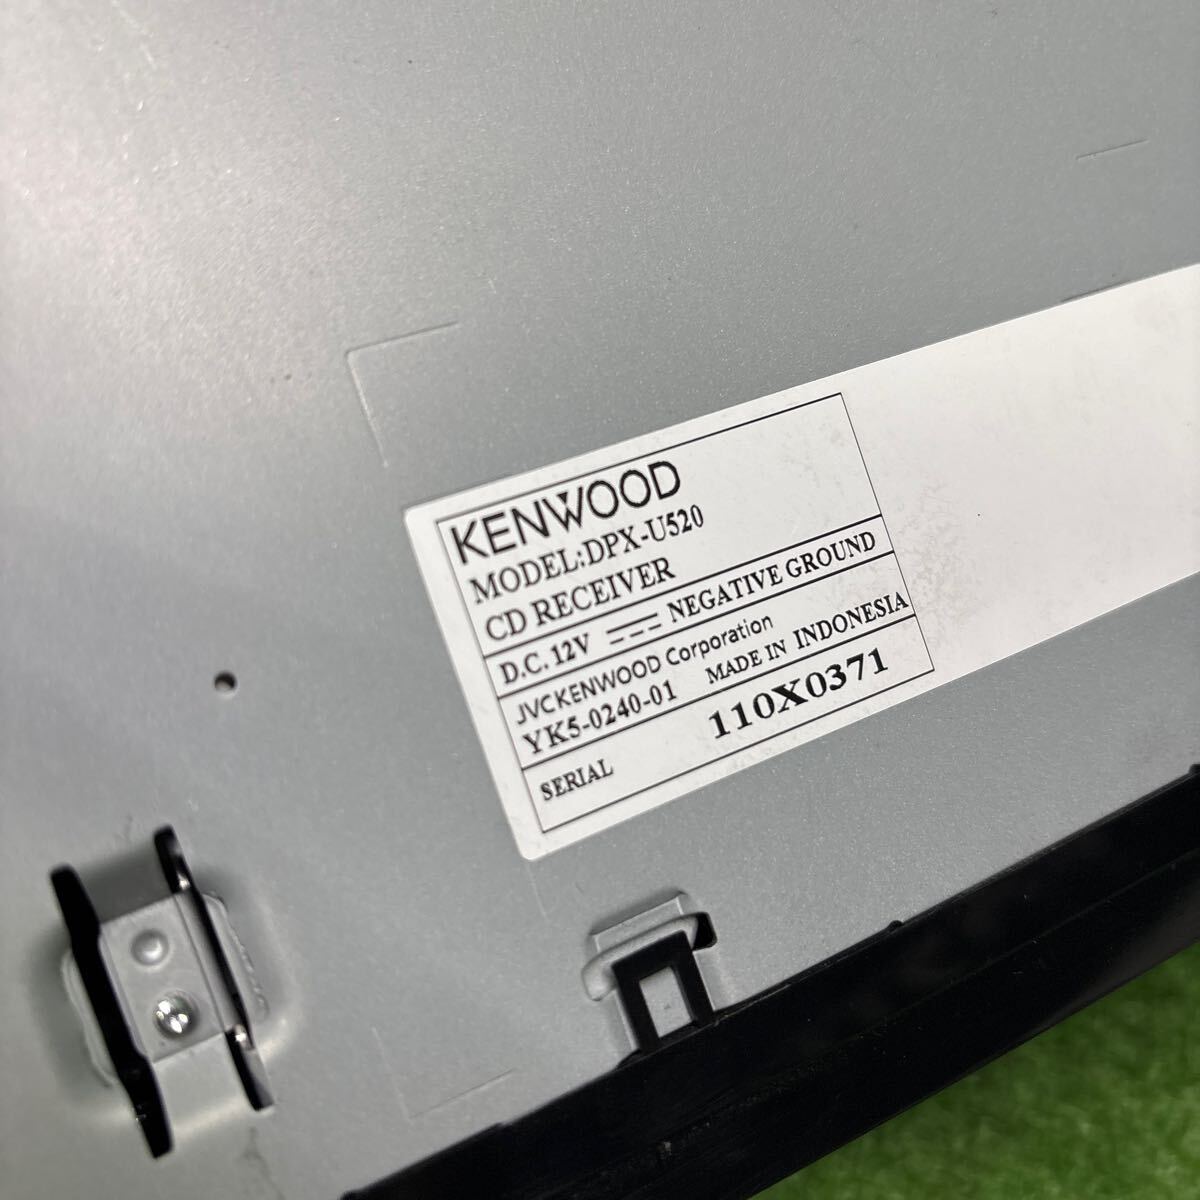 KENWOOD
MODEL:DPX-U520
CD RECEIVER
D.C. 12V NEGATIVE GROUND
JVCKENWOOD Corporation
YK5-0240-01 MADE IN INDONESIA
SERIAL 110X0371